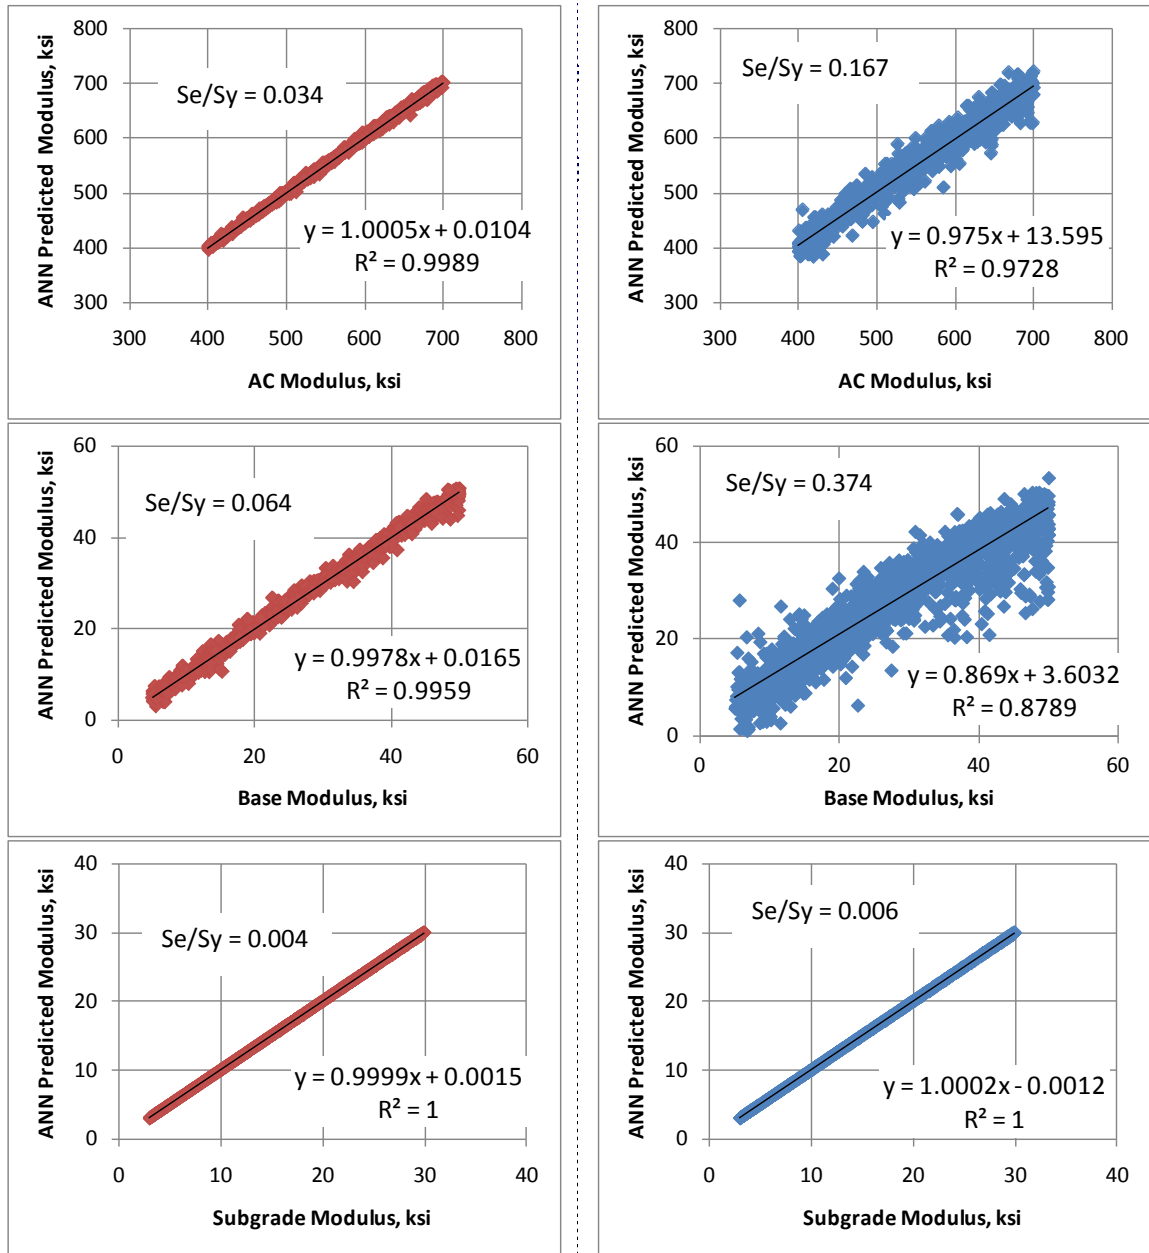 800
700
600
500
400
300
ANN Predicted Modulus, ksi
Se/Sy = 0.034
y = 1.0005x + 0.0104
R² = 0.9989
300 400 500 600 700 800
AC Modulus, ksi
800
700
600
500
400
300
ANN Predicted Modulus, ksi
Se/Sy = 0.167
y = 0.975x + 13.595
R² = 0.9728
300 400 500 600 700 800
AC Modulus, ksi
60
40
20
0
ANN Predicted Modulus, ksi
Se/Sy = 0.064
y = 0.9978x + 0.0165
R² = 0.9959
0 20 40 60
Base Modulus, ksi
60
40
20
0
ANN Predicted Modulus, ksi
Se/Sy = 0.374
y = 0.869x + 3.6032
R² = 0.8789
0 20 40 60
Base Modulus, ksi
40
30
20
10
0
ANN Predicted Modulus, ksi
Se/Sy = 0.004
y = 0.9999x + 0.0015
R² = 1
0 10 20 30 40
Subgrade Modulus, ksi
40
30
20
10
0
ANN Predicted Modulus, ksi
Se/Sy = 0.006
y = 1.0002x - 0.0012
R² = 1
0 10 20 30 40
Subgrade Modulus, ksi